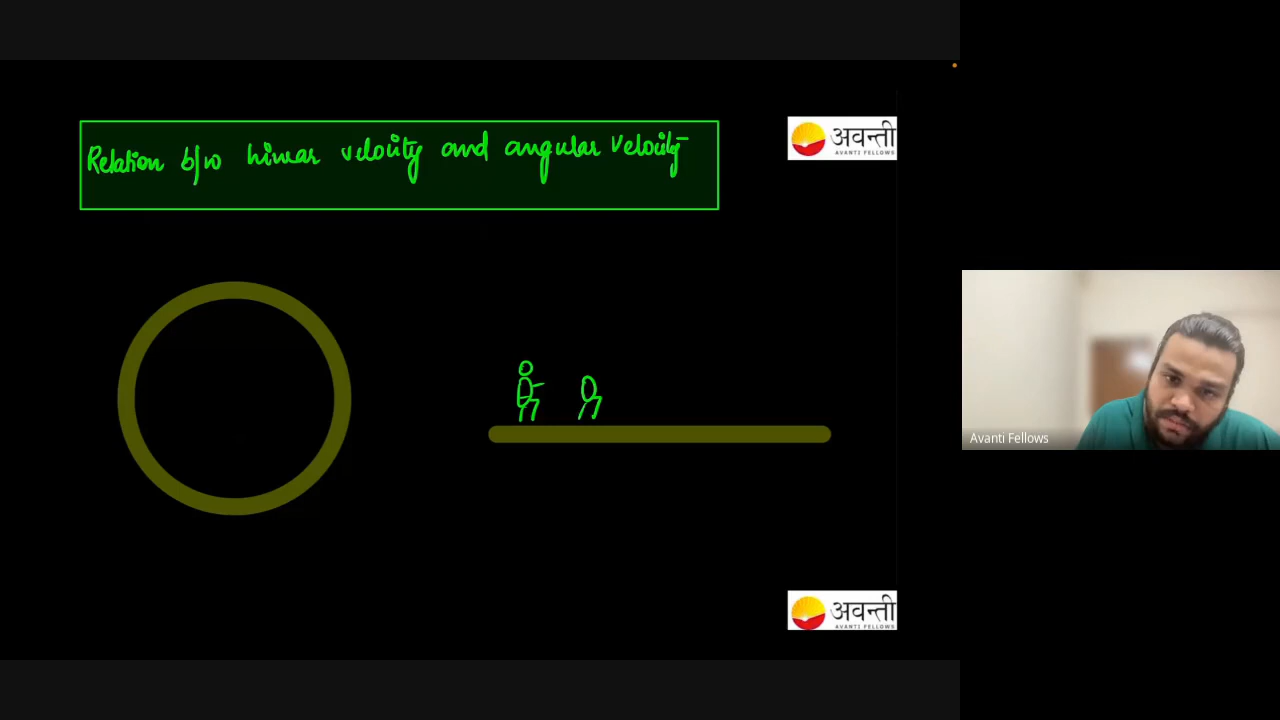 Relation b/w linear velocity and angular velocity
अवन्ती
AVANTI FELLOWS
Avanti Fellows
अवन्ती
AVANTI FELLOWS